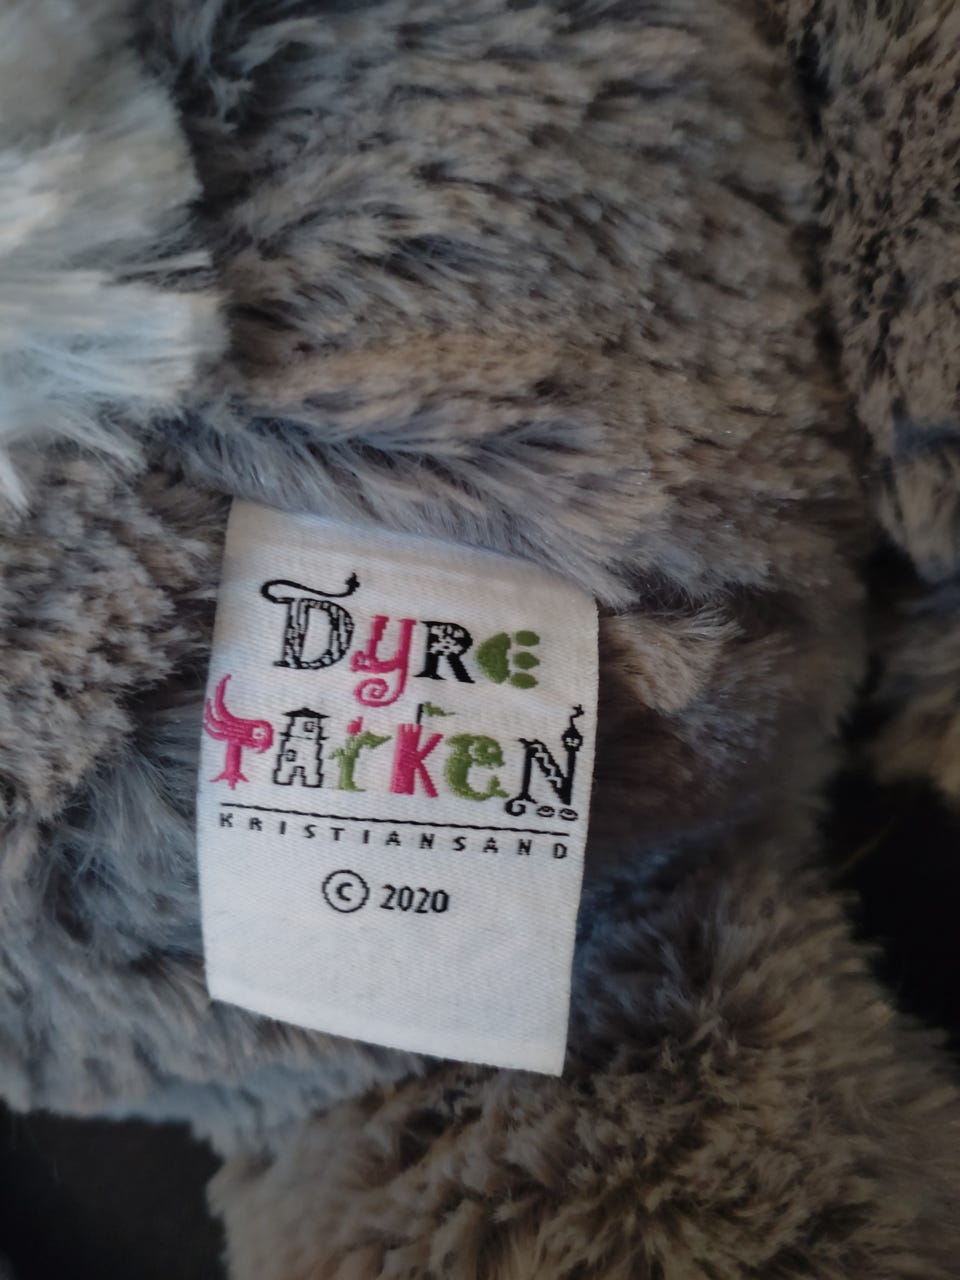 DyRe
PArKeN
KRISTIANSAND
© 2020